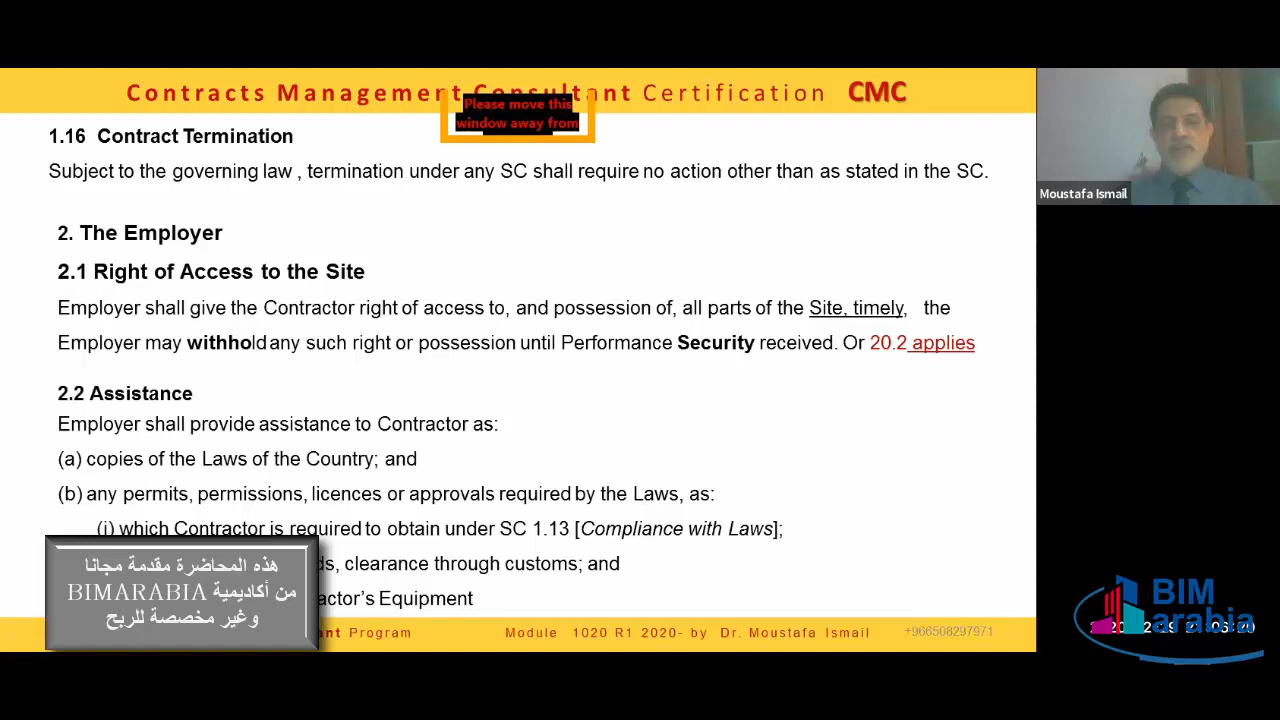 Contracts Management Consultant Certification CMC
Please move this
window away from
1.16 Contract Termination
Subject to the governing law , termination under any SC shall require no action other than as stated in the SC.
Moustafa Ismail
2. The Employer
2.1 Right of Access to the Site
Employer shall give the Contractor right of access to, and possession of, all parts of the Site, timely, the
Employer may withhold any such right or possession until Performance Security received. Or 20.2 applies
2.2 Assistance
Employer shall provide assistance to Contractor as:
(a) copies of the Laws of the Country; and
(b) any permits, permissions, licences or approvals required by the Laws, as:
(i) which Contractor is required to obtain under SC 1.13 [Compliance with Laws];
clearance through customs; and
Equipment
هذه المحاضرة مقدمة مجانا
من أكاديمية BIMARABIA
وغير مخصصة للربح
Program
Module 1020 R1 2020- by Dr. Moustafa Ismail
+966508297971
BIM
arabia